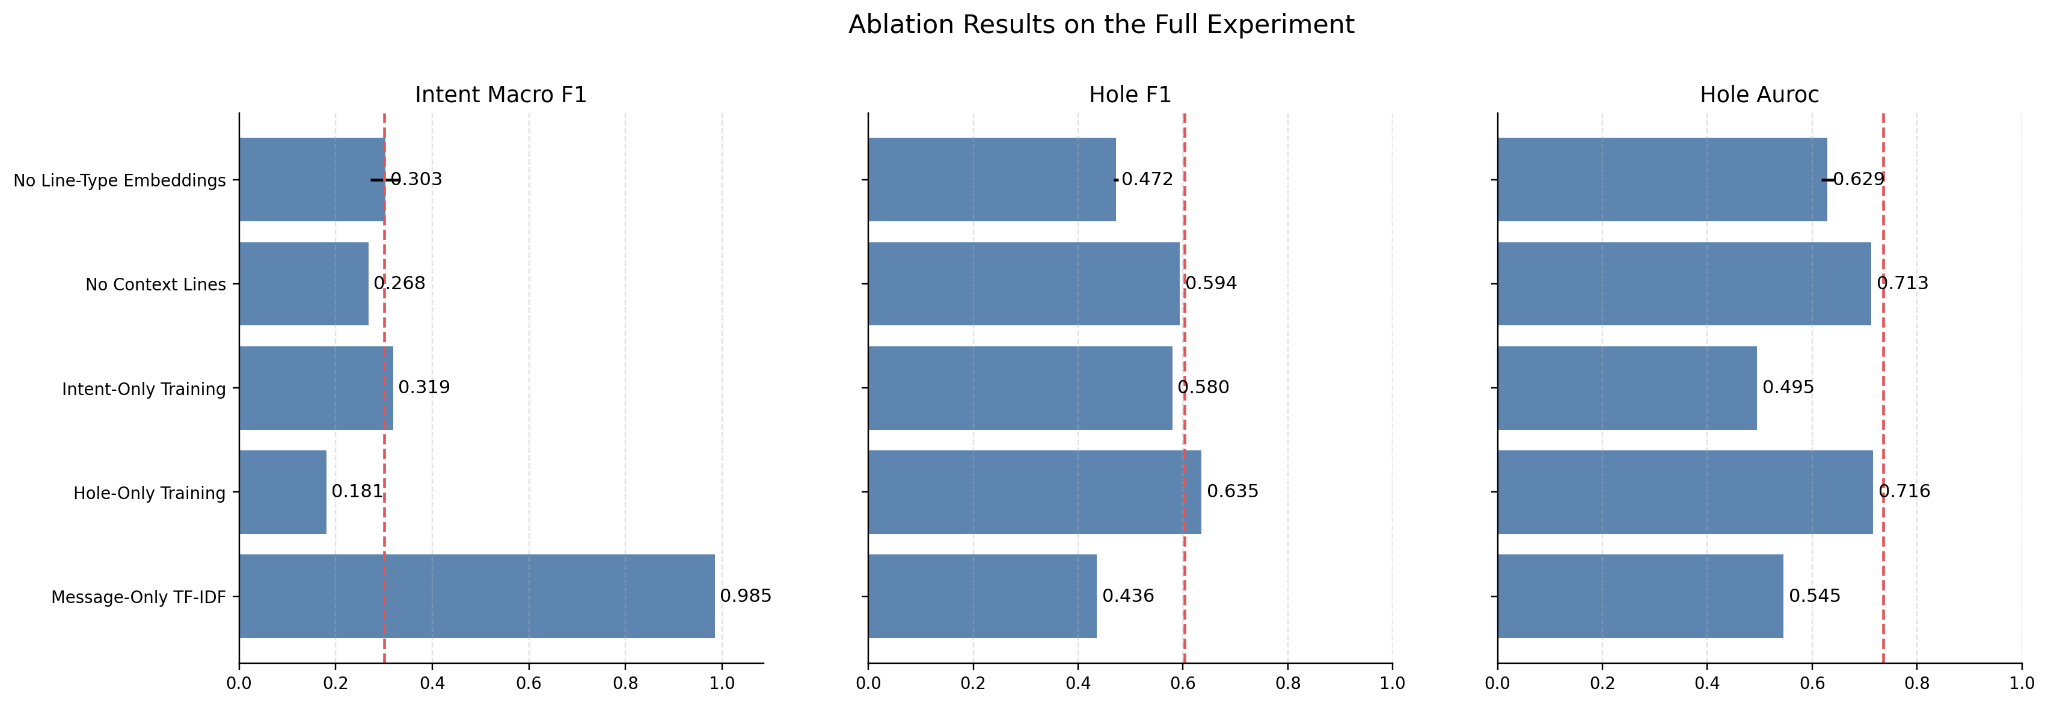 Ablation Results on the Full Experiment
Intent Macro F1
No Line-Type Embeddings
No Context Lines
Intent-Only Training
Hole-Only Training
Message-Only TF-IDF
0.303
0.268
0.319
0.181
0.985
0.0 0.2 0.4 0.6 0.8 1.0
Hole F1
0.472
0.594
0.580
0.635
0.436
0.0 0.2 0.4 0.6 0.8 1.0
Hole Auroc
0.629
0.713
0.495
0.716
0.545
0.0 0.2 0.4 0.6 0.8 1.0